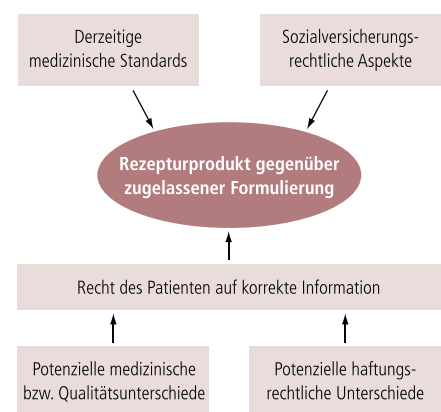 Derzeitige
medizinische Standards
Sozialversicherungs-
rechtliche Aspekte
Rezepturprodukt gegenüber
zugelassener Formulierung
Recht des Patienten auf korrekte Information
Potenzielle medizinische
bzw. Qualitätsunterschiede
Potenzielle haftungs-
rechtliche Unterschiede